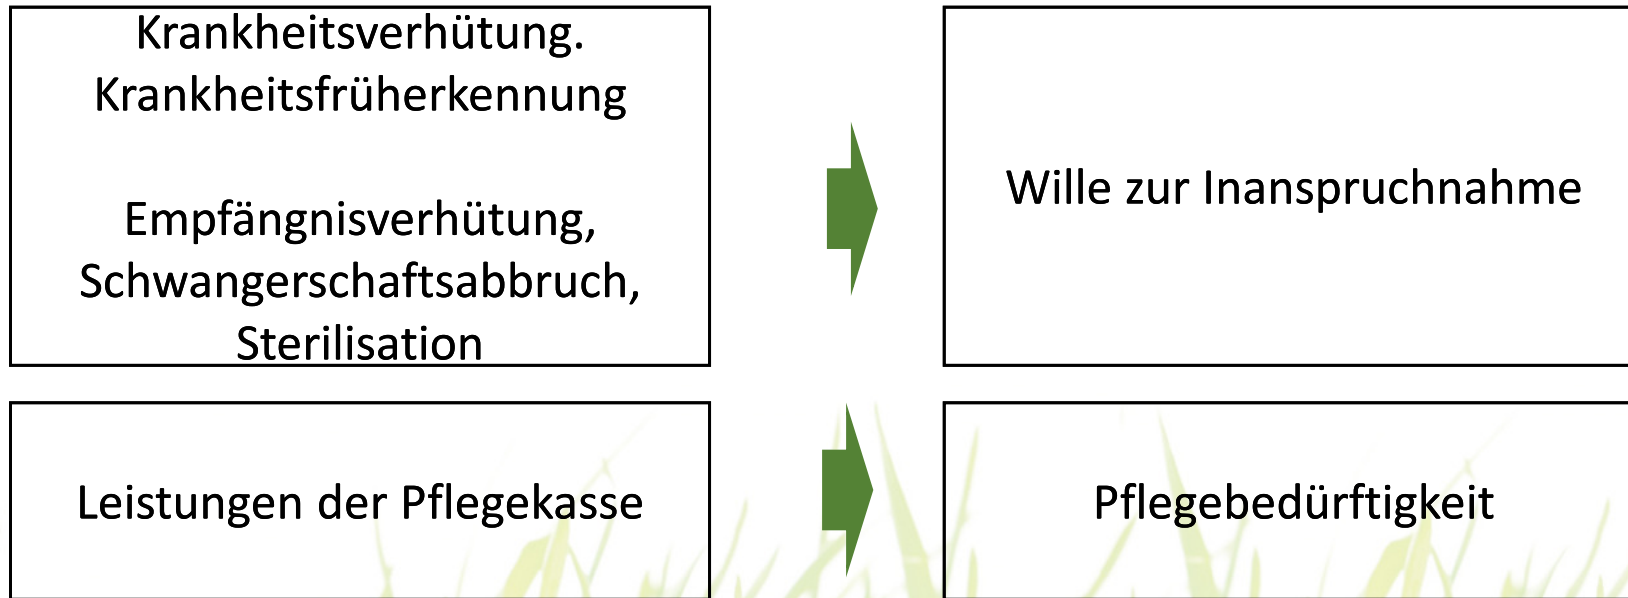 Krankheitsverhütung.
Krankheitsfrüherkennung
Empfängnisverhütung,
Schwangerschaftsabbruch,
Sterilisation
Wille zur Inanspruchnahme
Leistungen der Pflegekasse
Pflegebedürftigkeit